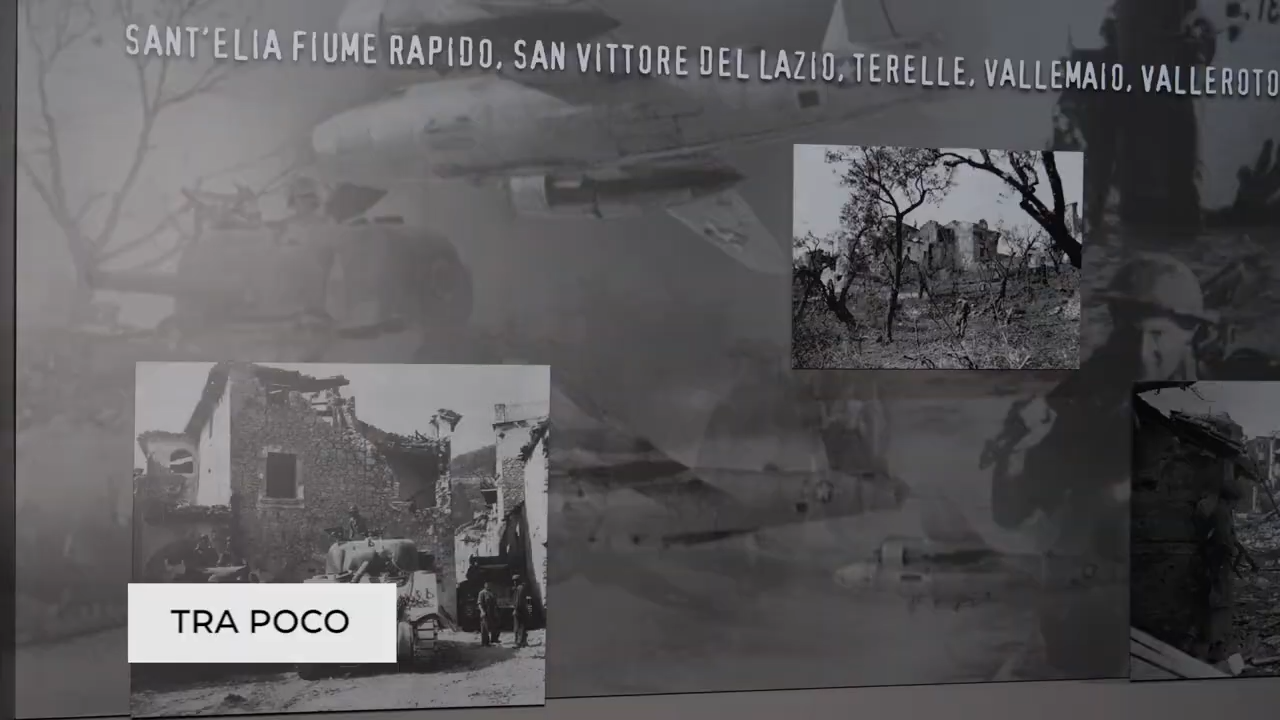 SANT'ELIA FIUME RAPIDO, SAN VITTORE DEL LAZIO, TERELLE, VALLEMAIO, VALLEROTO
TRA POCO